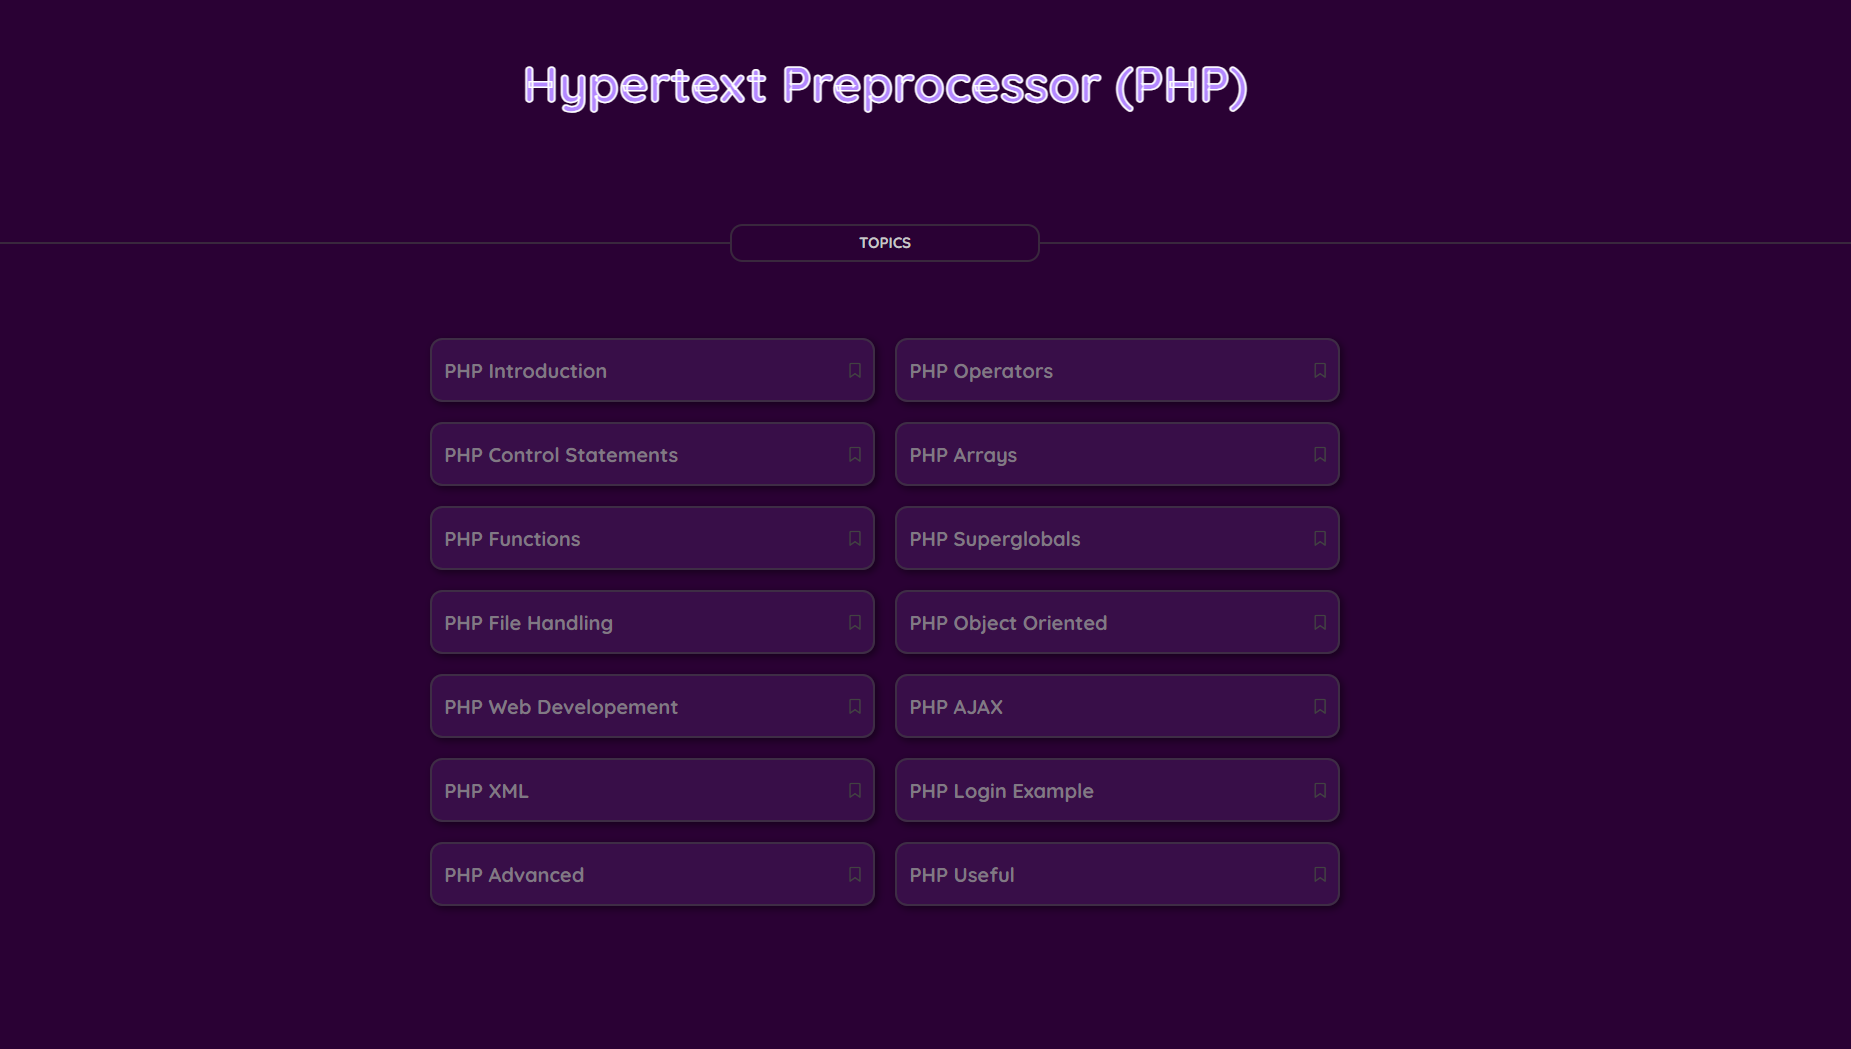 Hypertext Preprocessor (PHP)
TOPICS
PHP Introduction
PHP Operators
PHP Control Statements
PHP Arrays
PHP Functions
PHP Superglobals
PHP File Handling
PHP Object Oriented
PHP Web Developement
PHP AJAX
PHP XML
PHP Login Example
PHP Advanced
PHP Useful